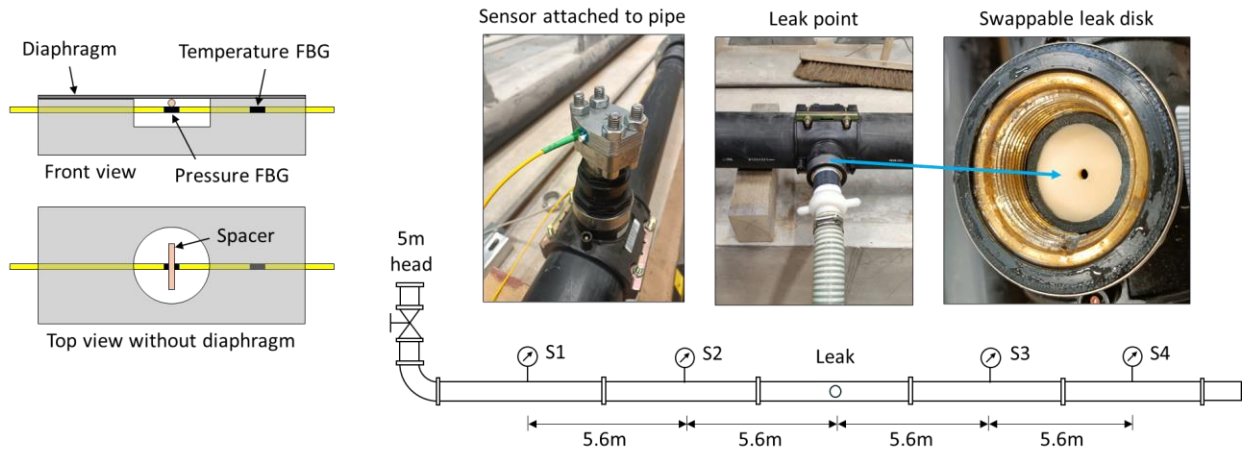 Diaphragm
Temperature FBG
Front view
Pressure FBG
Spacer
Top view without diaphragm
Sensor attached to pipe
Leak point
Swappable leak disk
5m
head
S1
S2
Leak
S3
S4
5.6m
5.6m
5.6m
5.6m